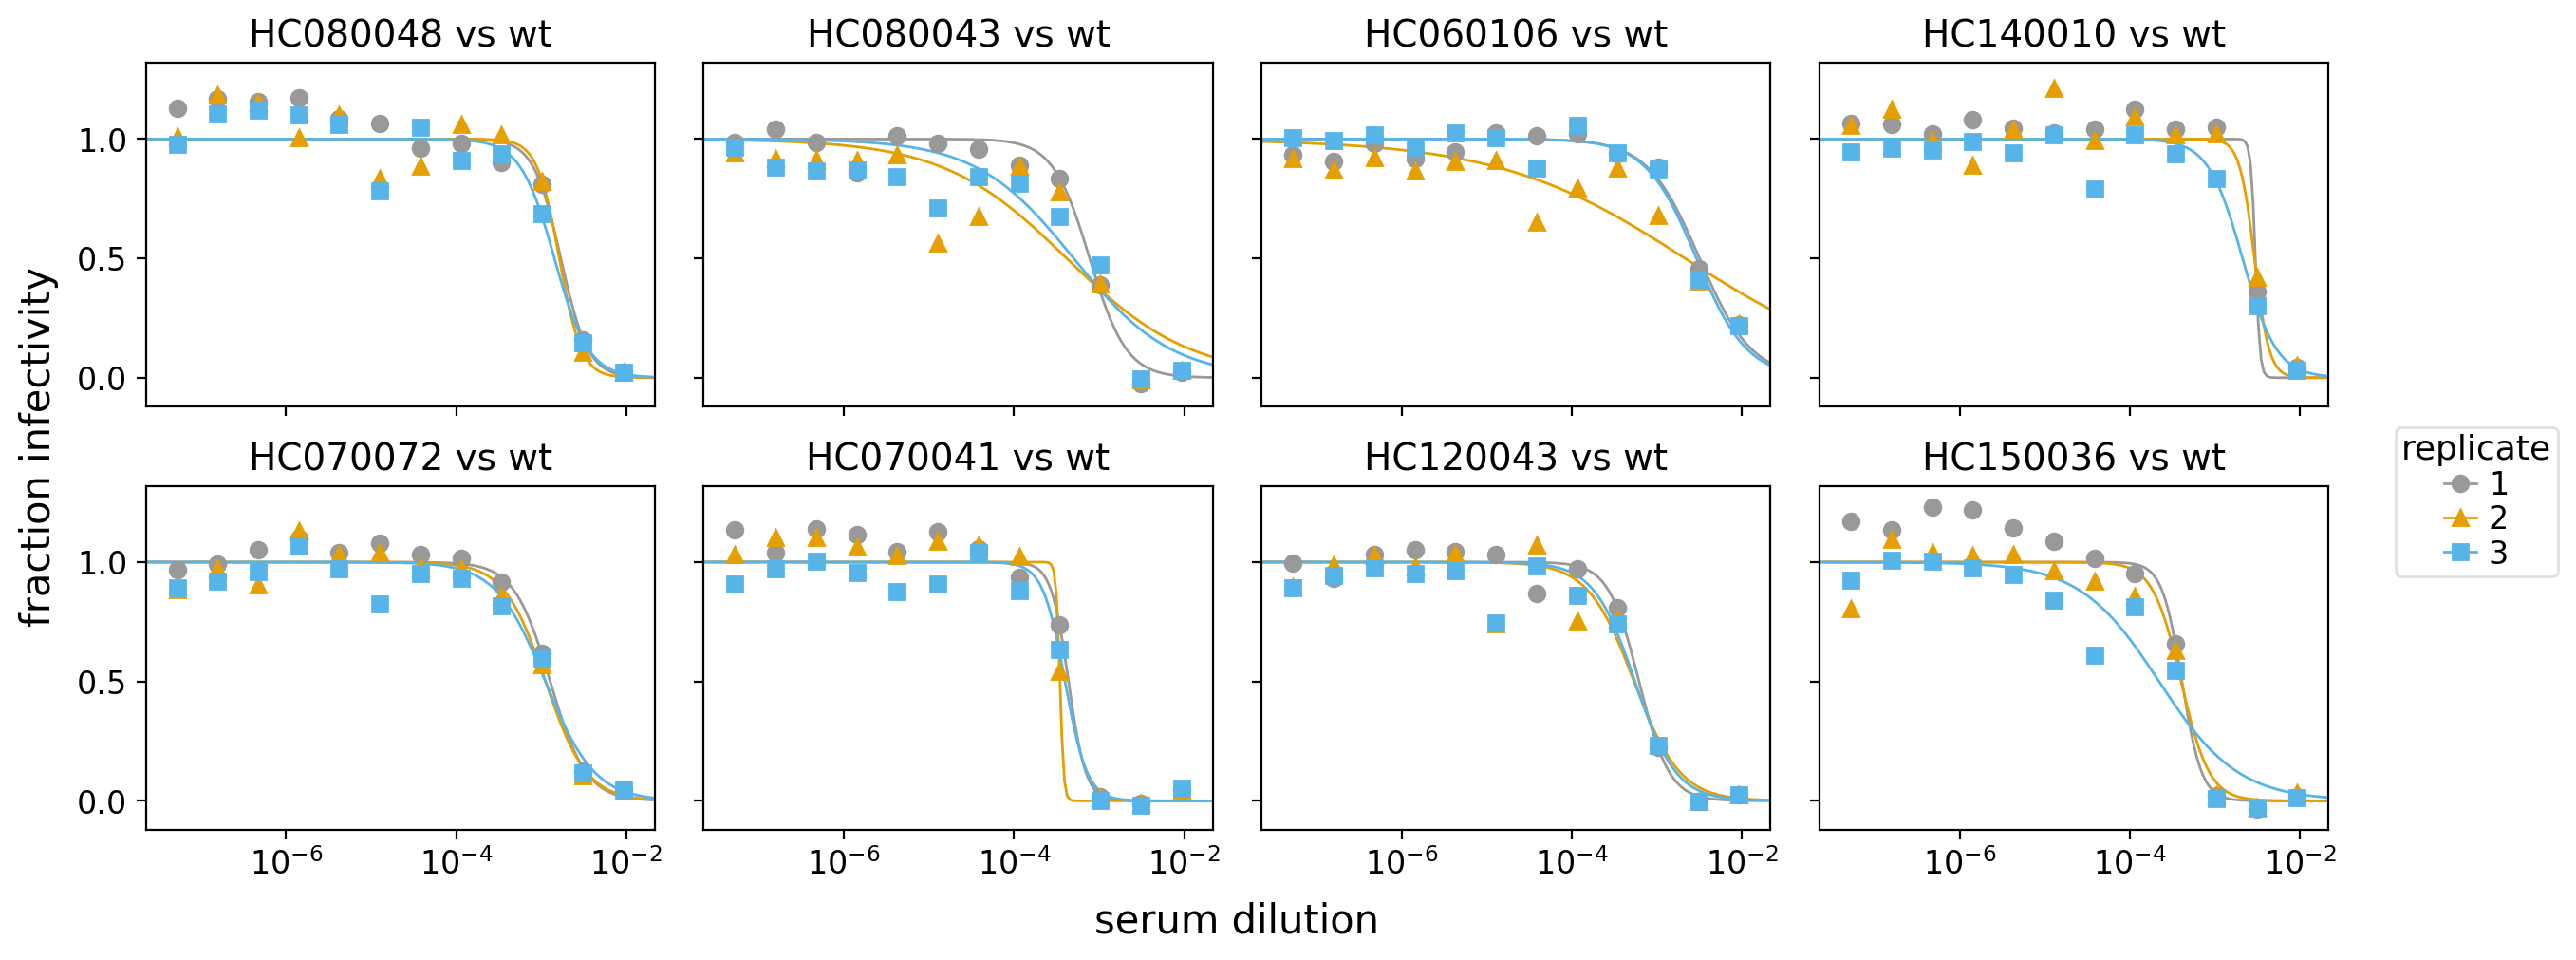 HC080048 vs wt
HC080043 vs wt
HC060106 vs wt
HC140010 vs wt
1.0
0.5
0.0
HC070072 vs wt
HC070041 vs wt
HC120043 vs wt
HC150036 vs wt
1.0
0.5
0.0
10⁻⁶ 10⁻⁴ 10⁻²
10⁻⁶ 10⁻⁴ 10⁻²
10⁻⁶ 10⁻⁴ 10⁻²
10⁻⁶ 10⁻⁴ 10⁻²
fraction infectivity
serum dilution
replicate
1
2
3